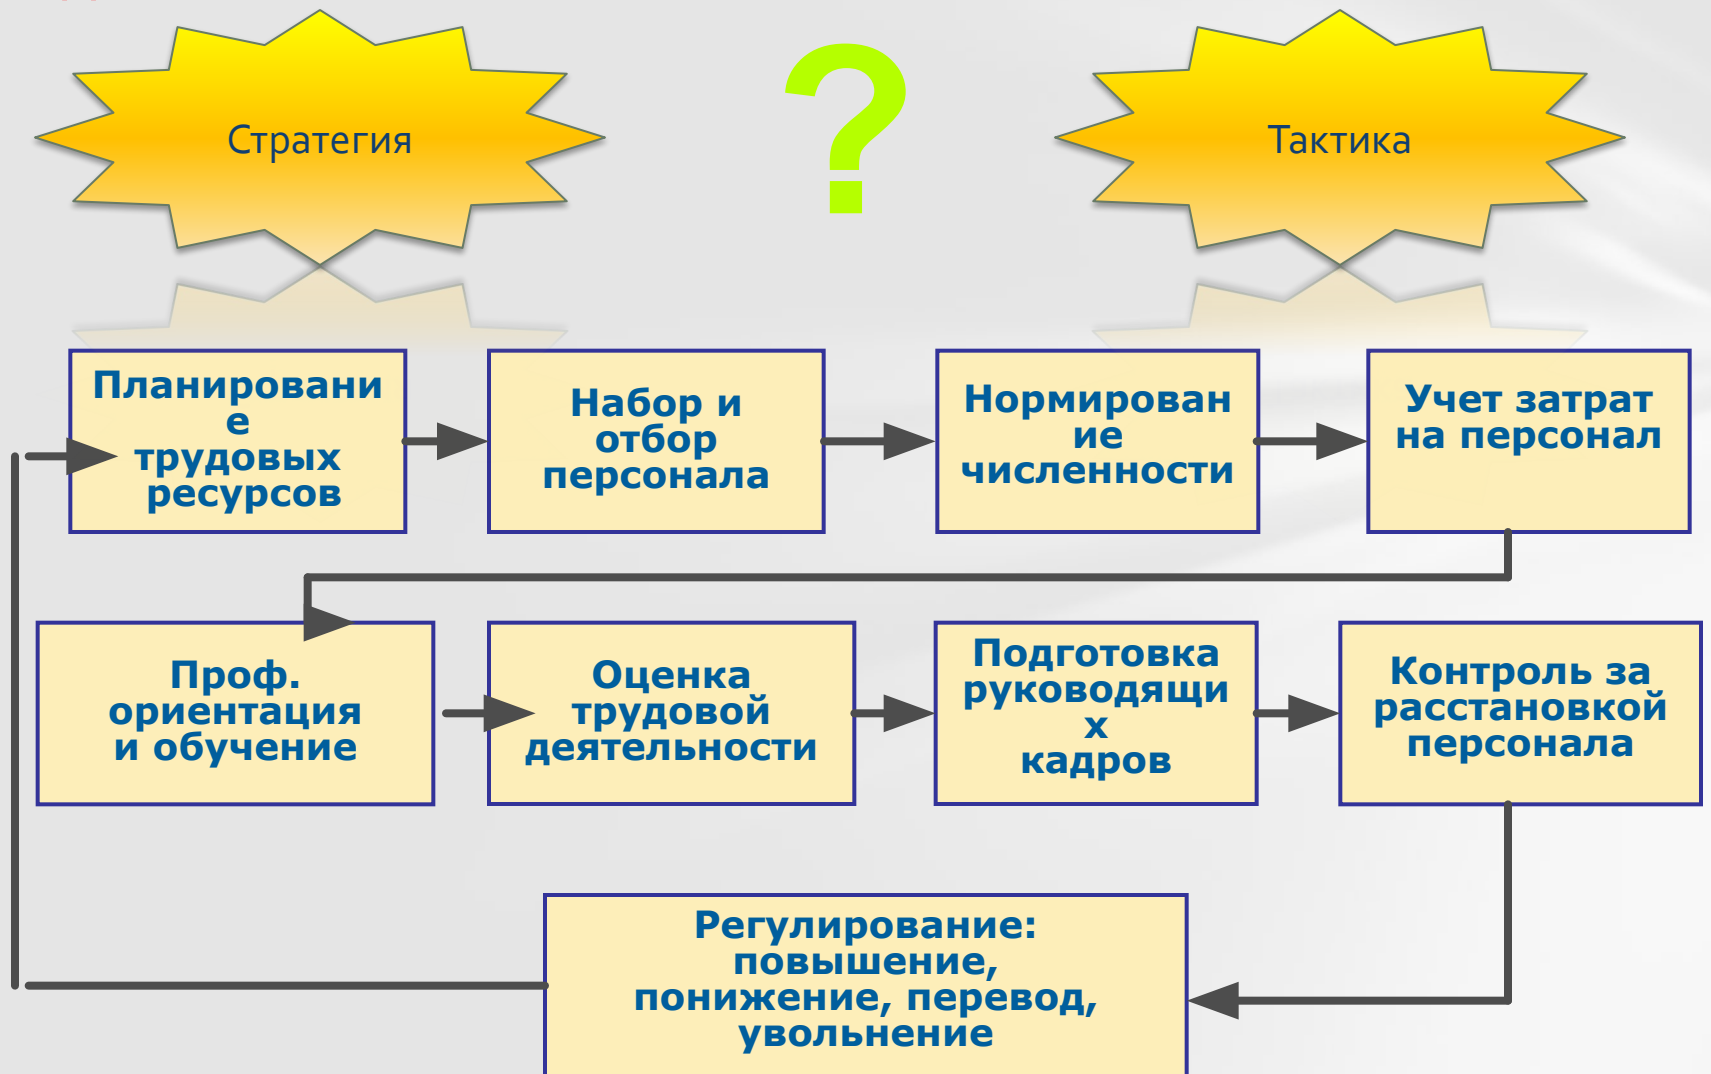 Стратегия
?
Тактика
Планировани
е
трудовых
ресурсов
Набор и
отбор
персонала
Нормирован
ие
численности
Учет затрат
на персонал
Проф.
ориентация
и обучение
Оценка
трудовой
деятельности
Подготовка
руководящи
х
кадров
Контроль за
расстановкой
персонала
Регулирование:
повышение,
понижение, перевод,
увольнение